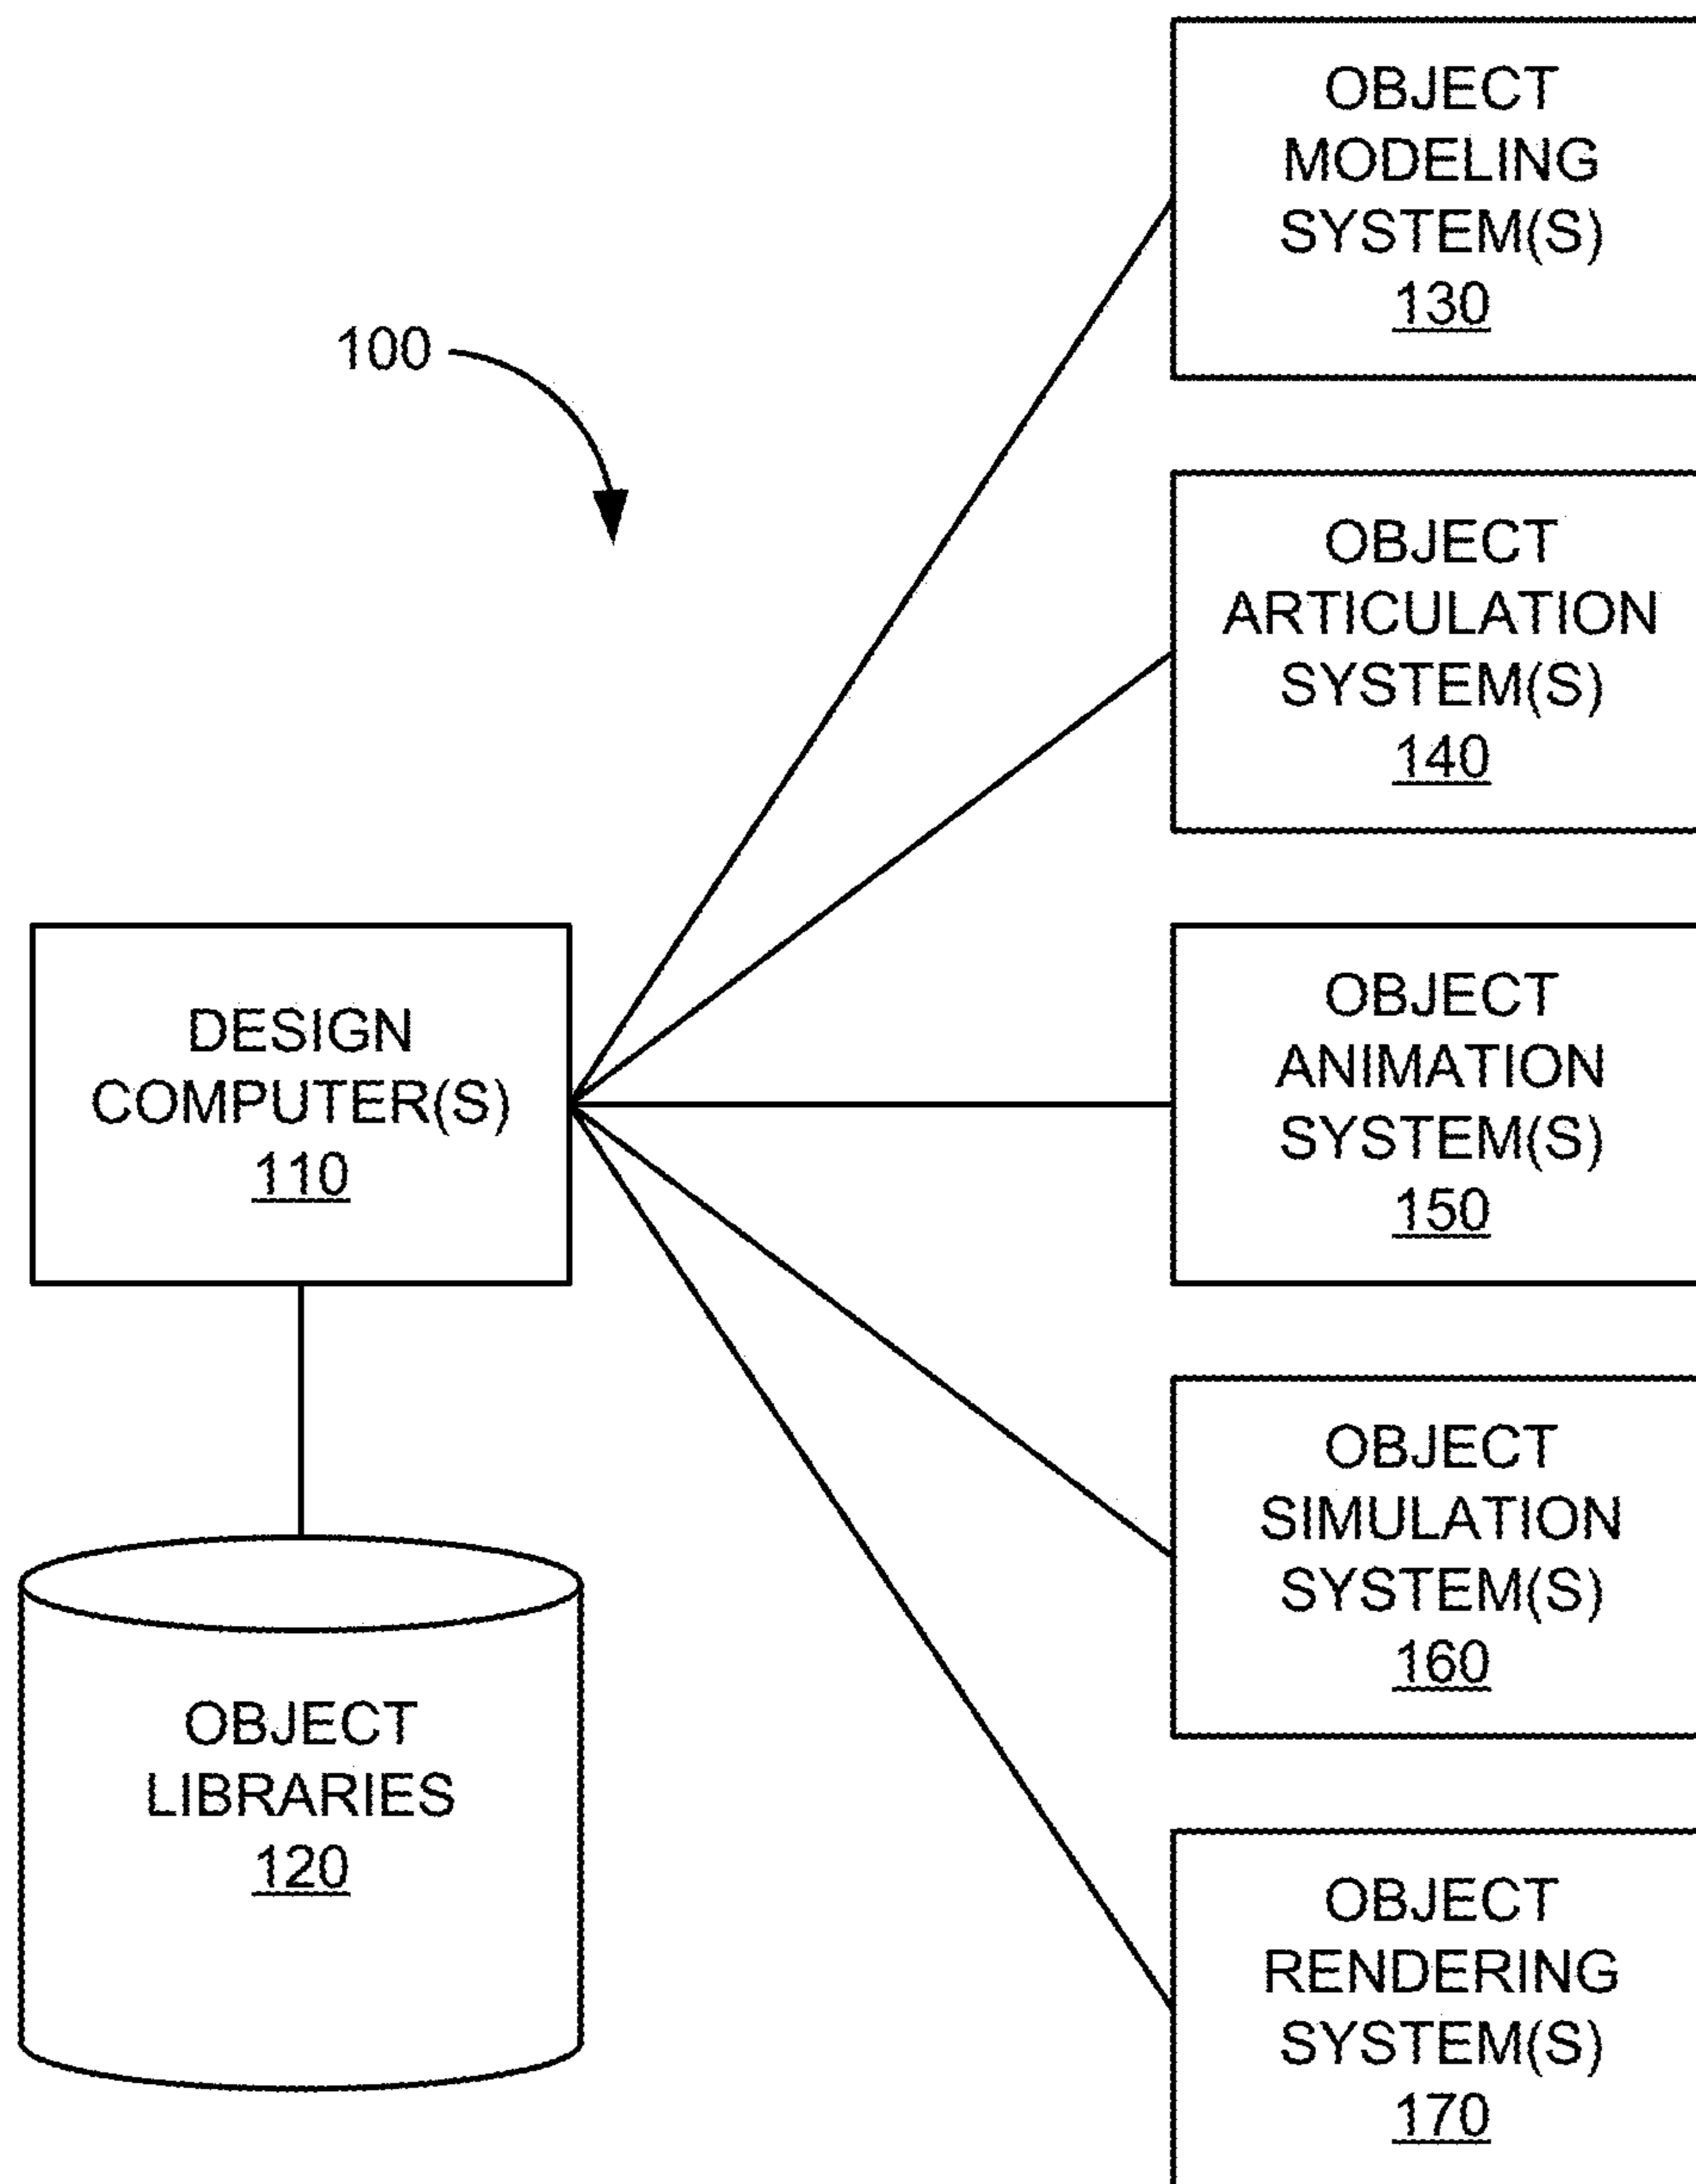 100
DESIGN
COMPUTER(S)
110
OBJECT
LIBRARIES
120
OBJECT
MODELING
SYSTEM(S)
130
OBJECT
ARTICULATION
SYSTEM(S)
140
OBJECT
ANIMATION
SYSTEM(S)
150
OBJECT
SIMULATION
SYSTEM(S)
160
OBJECT
RENDERING
SYSTEM(S)
170